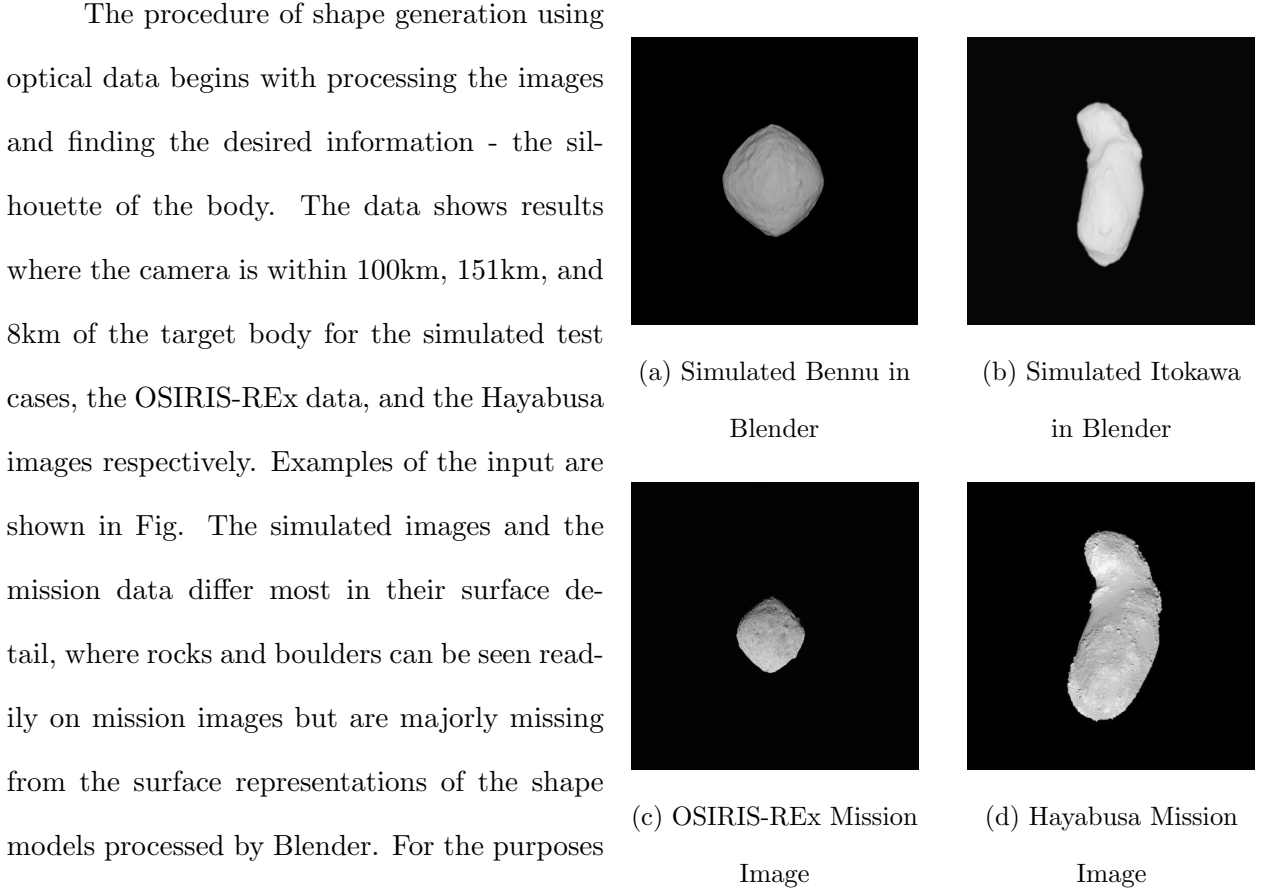 The procedure of shape generation using
optical data begins with processing the images
and finding the desired information - the sil-
houette of the body. The data shows results
where the camera is within 100km, 151km, and
8km of the target body for the simulated test
cases, the OSIRIS-REx data, and the Hayabusa
images respectively. Examples of the input are
shown in Fig. The simulated images and the
mission data differ most in their surface de-
tail, where rocks and boulders can be seen read-
ily on mission images but are majorly missing
from the surface representations of the shape
models processed by Blender. For the purposes
(a) Simulated Bennu in
Blender
(b) Simulated Itokawa
in Blender
(c) OSIRIS-REx Mission
Image
(d) Hayabusa Mission
Image